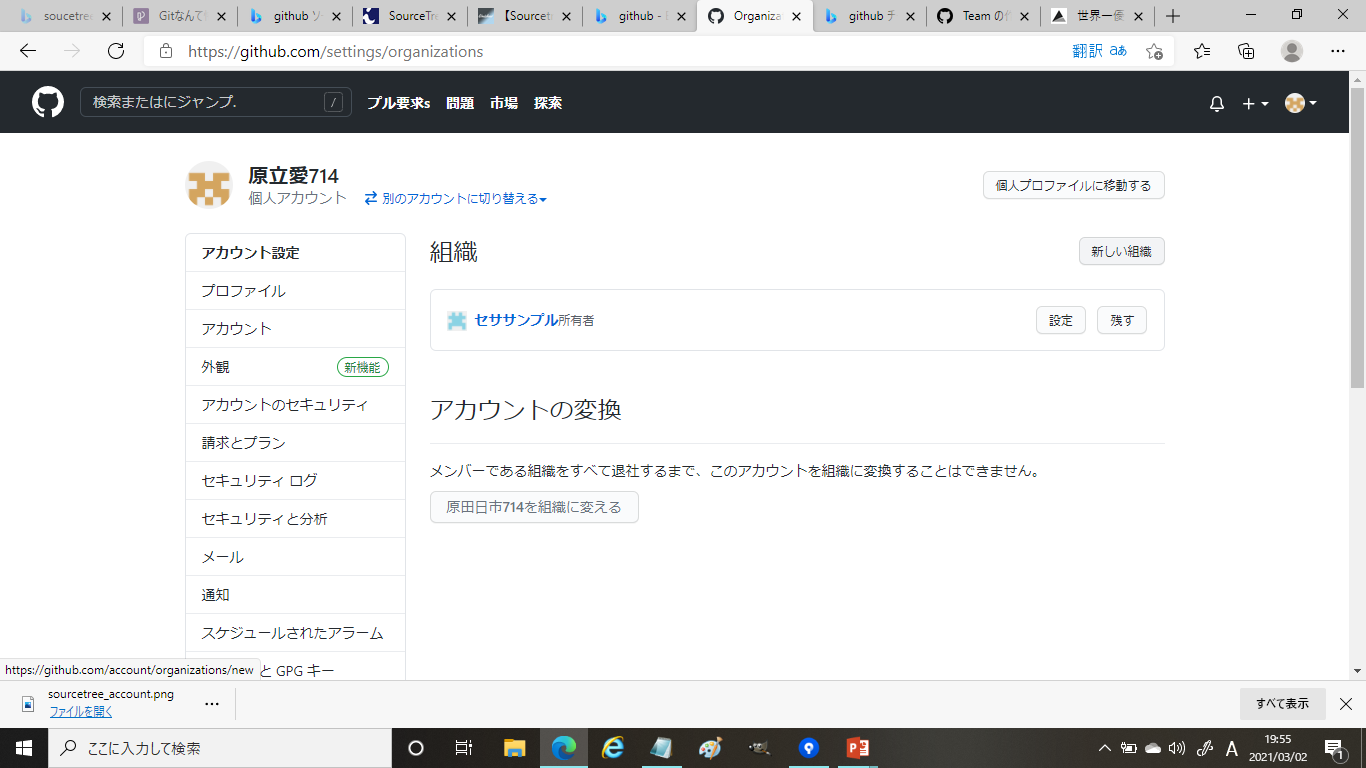 soucetree
Gitなんて
github ソ
SourceTre
【Sourcet
github - B
Organiza
github チ
Team の
世界一優
https://github.com/settings/organizations
翻訳 aあ
検索またはにジャンプ. /
プル要求s 問題 市場 探索
原立愛714
個人アカウント 別のアカウントに切り替える
個人プロファイルに移動する
アカウント設定
プロファイル
アカウント
外観 新機能
アカウントのセキュリティ
請求とプラン
セキュリティ ログ
セキュリティと分析
メール
通知
スケジュールされたアラーム
と GPG キー
組織
新しい組織
セササンプル所有者
設定 残す
アカウントの変換
メンバーである組織をすべて退社するまで、このアカウントを組織に変換することはできません。
原田日市714を組織に変える
https://github.com/account/organizations/new
sourcetree_account.png
ファイルを開く
すべて表示
ここに入力して検索
A
19:55
2021/03/02
1